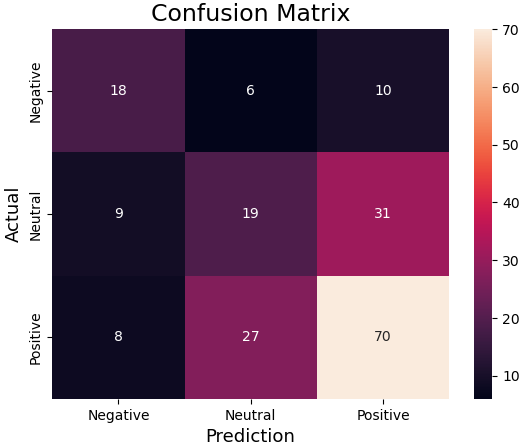 Confusion Matrix
Actual
Negative
18 6 10
Neutral
9 19 31
Positive
8 27 70
Negative Neutral Positive
Prediction
70
60
50
40
30
20
10